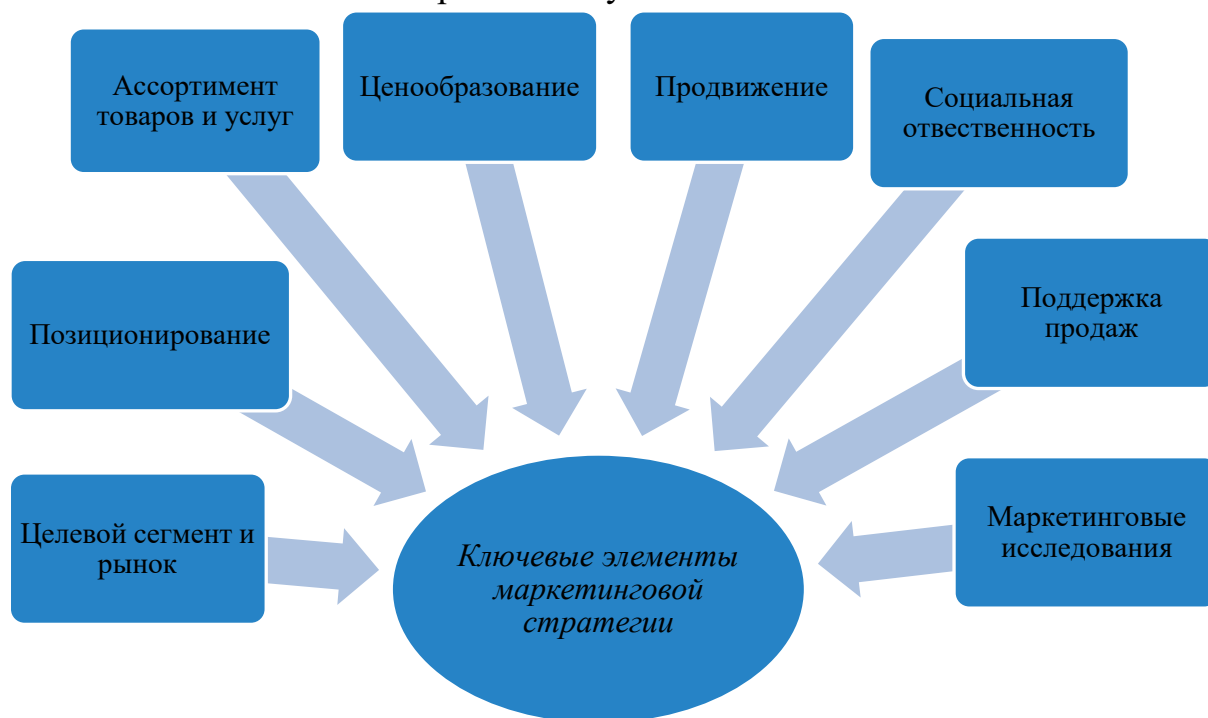 Ассортимент
товаров и услуг
Ценообразование
Продвижение
Социальная
отвественность
Позиционирование
Поддержка
продаж
Целевой сегмент и
рынок
Ключевые элементы
маркетинговой
стратегии
Маркетинговые
исследования